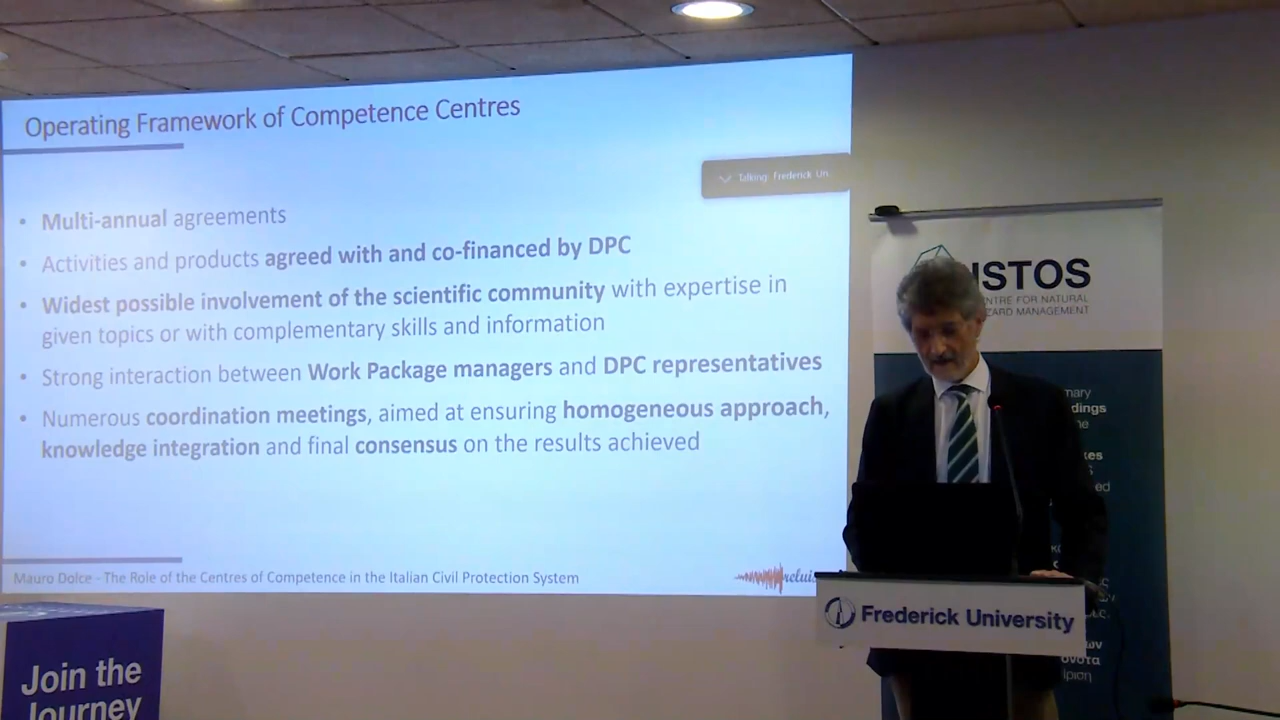 Operating Framework of Competence Centres
Talking: Frederick Un...
• Multi-annual agreements
• Activities and products agreed with and co-financed by DPC
• Widest possible involvement of the scientific community with expertise in
given topics or with complementary skills and information
• Strong interaction between Work Package managers and DPC representatives
• Numerous coordination meetings, aimed at ensuring homogeneous approach,
knowledge integration and final consensus on the results achieved
Mauro Dolce - The Role of the Centres of Competence in the Italian Civil Protection System
reluis
ISTOS
NTRE FOR NATURAL
ZARD MANAGEMENT
Frederick University
Join the
Journey